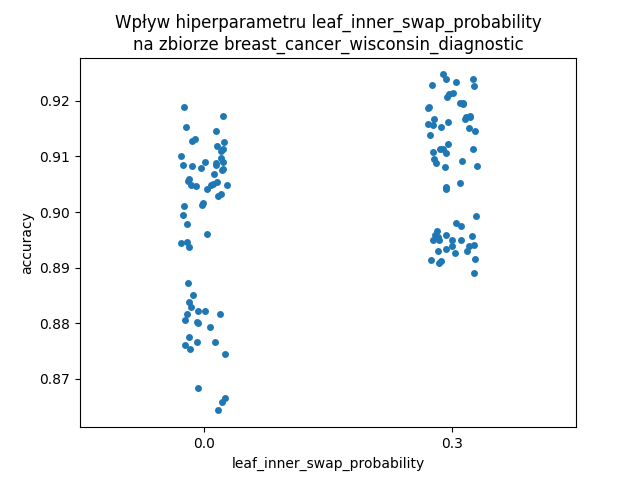 Wpływ hiperparametru leaf_inner_swap_probability
na zbiorze breast_cancer_wisconsin_diagnostic
0.92
0.91
0.90
0.89
0.88
0.87
accuracy
0.0
0.3
leaf_inner_swap_probability